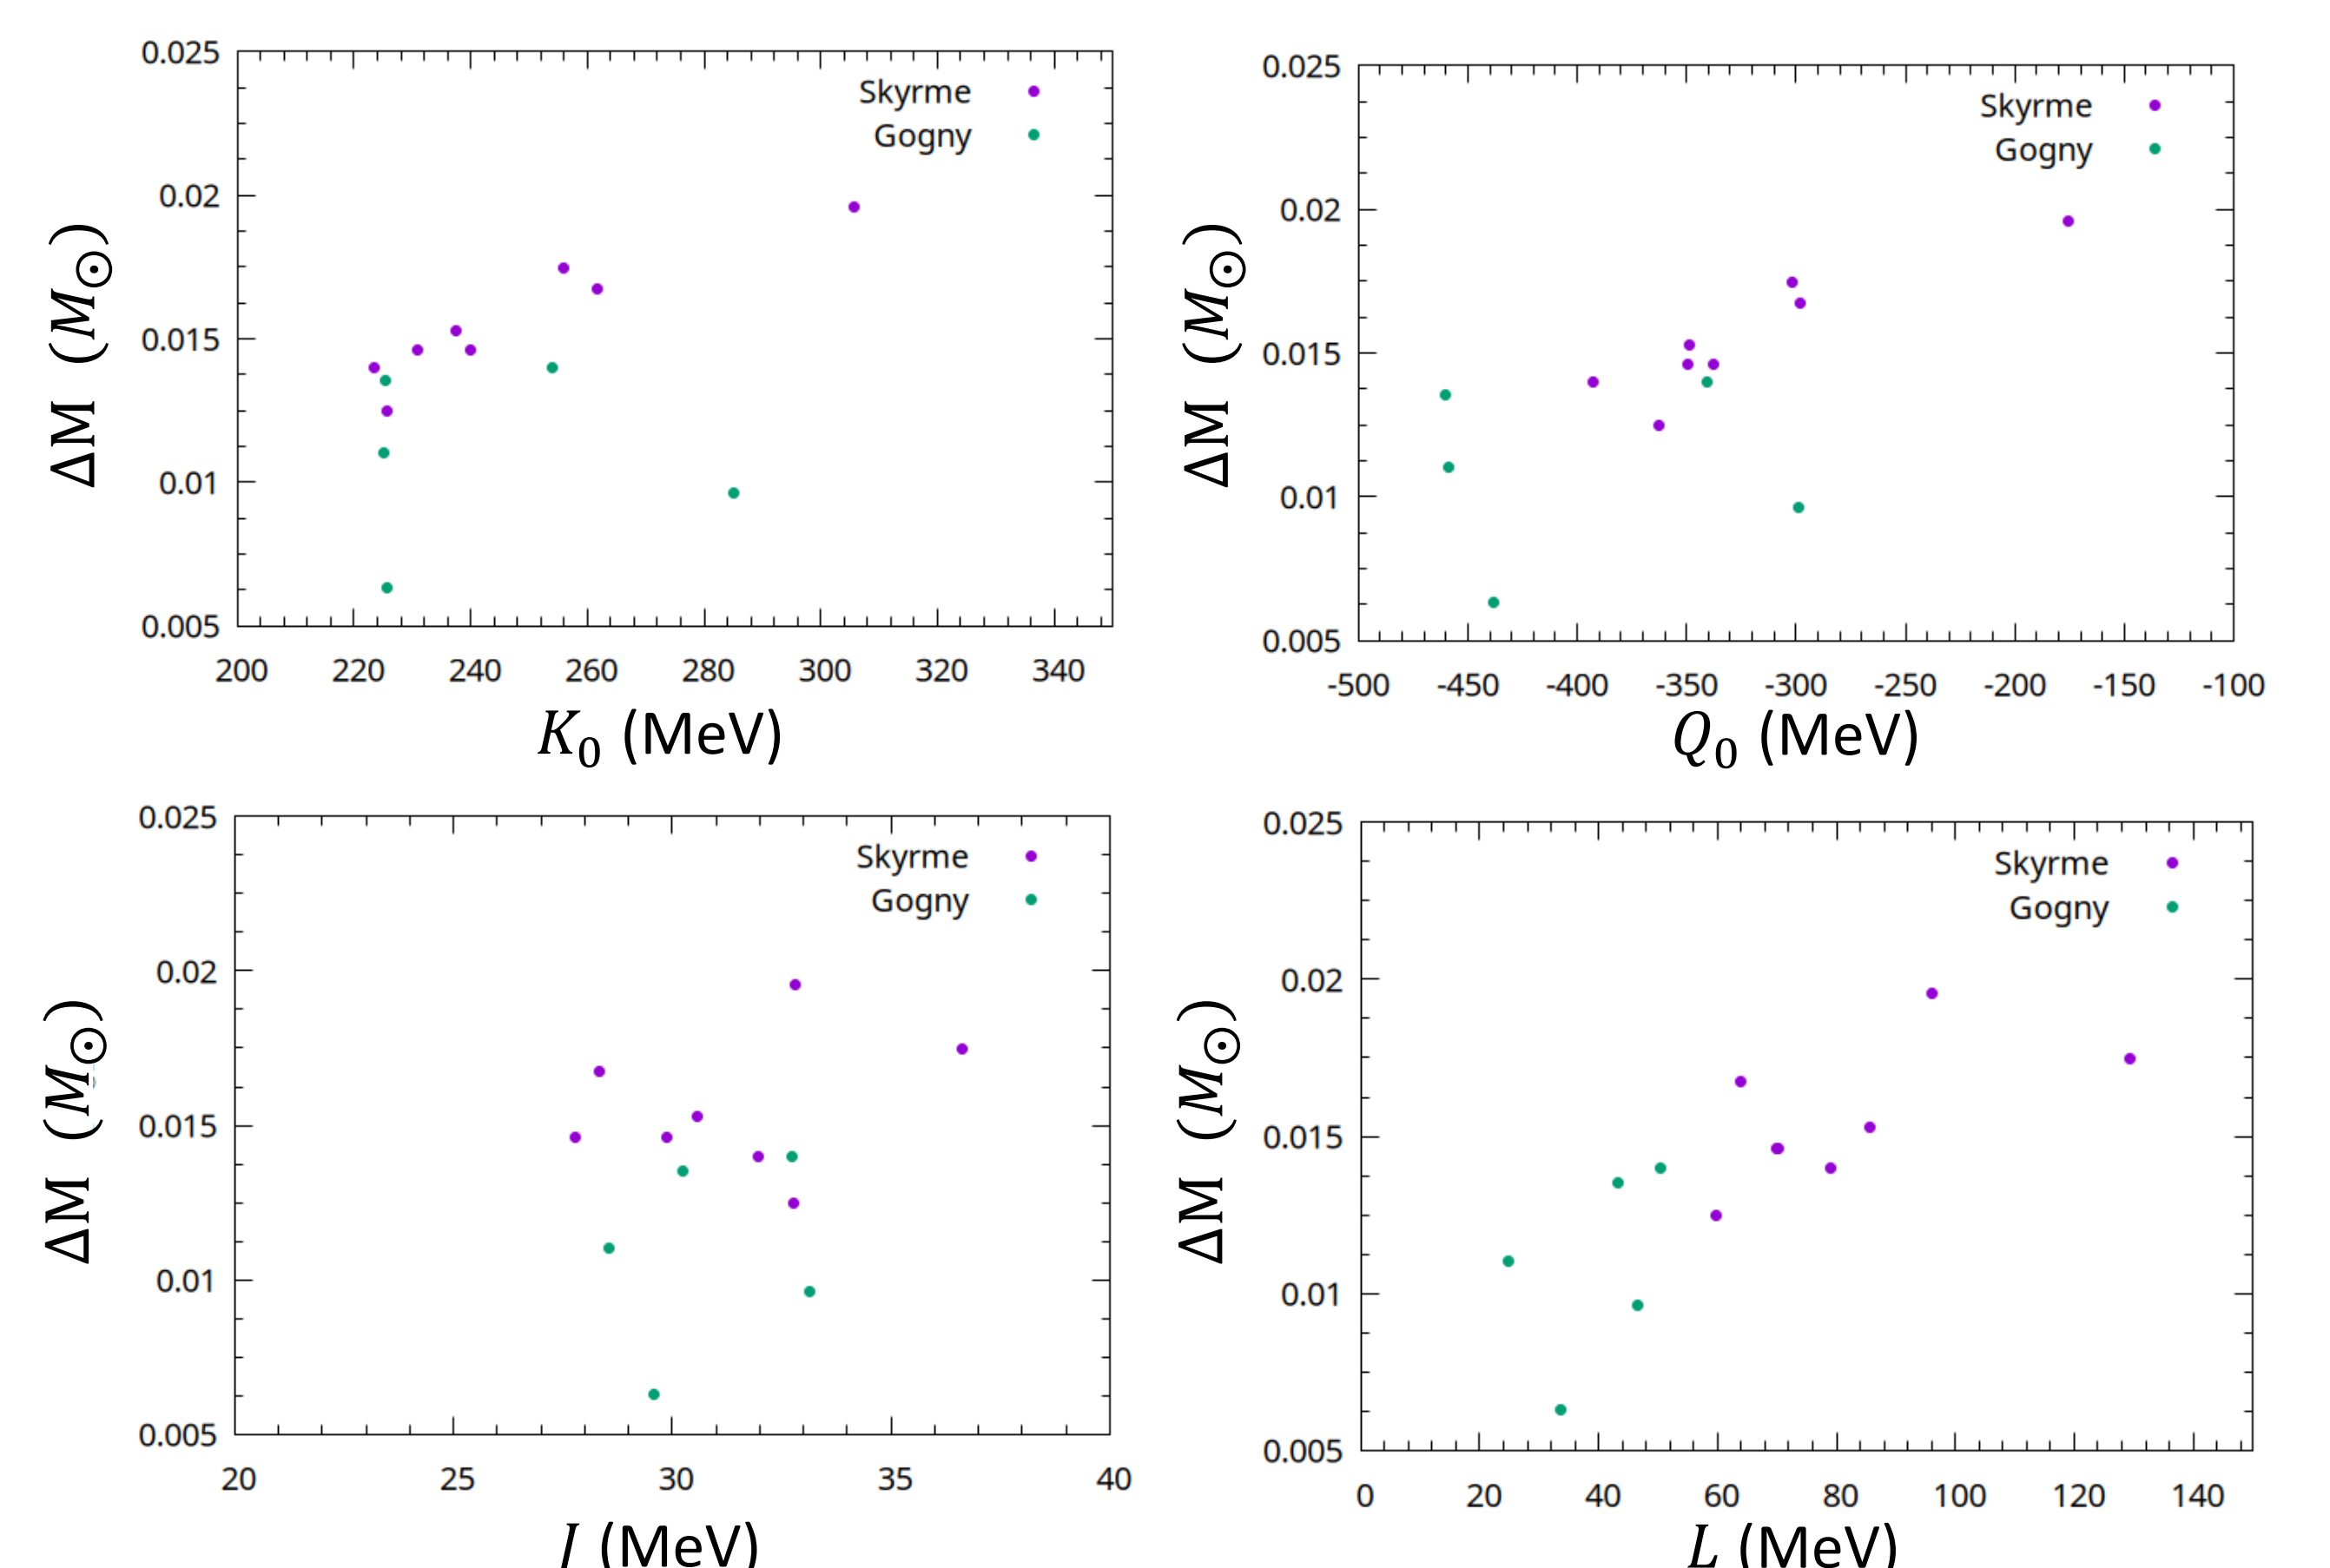 0.025
Skyrme
Gogny
0.02
0.015
0.01
0.005
ΔM (M⊙)
200 220 240 260 280 300 320 340
K₀ (MeV)
0.025
Skyrme
Gogny
0.02
0.015
0.01
0.005
ΔM (M⊙)
-500 -450 -400 -350 -300 -250 -200 -150 -100
Q₀ (MeV)
0.025
Skyrme
Gogny
0.02
0.015
0.01
0.005
ΔM (M⊙)
20 25 30 35 40
J (MeV)
0.025
Skyrme
Gogny
0.02
0.015
0.01
0.005
ΔM (M⊙)
0 20 40 60 80 100 120 140
L (MeV)